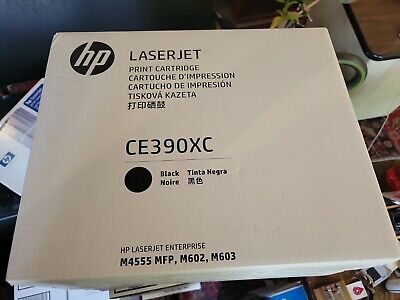 hp
LASERJET
PRINT CARTRIDGE
CARTOUCHE D'IMPRESSION
CARTUCHO DE IMPRESIÓN
TISKOVÁ KAZETA
打印硒鼓
CE390XC
Black Tinta Negra
Noire 黑色
HP LASERJET ENTERPRISE
M4555 MFP, M602, M603